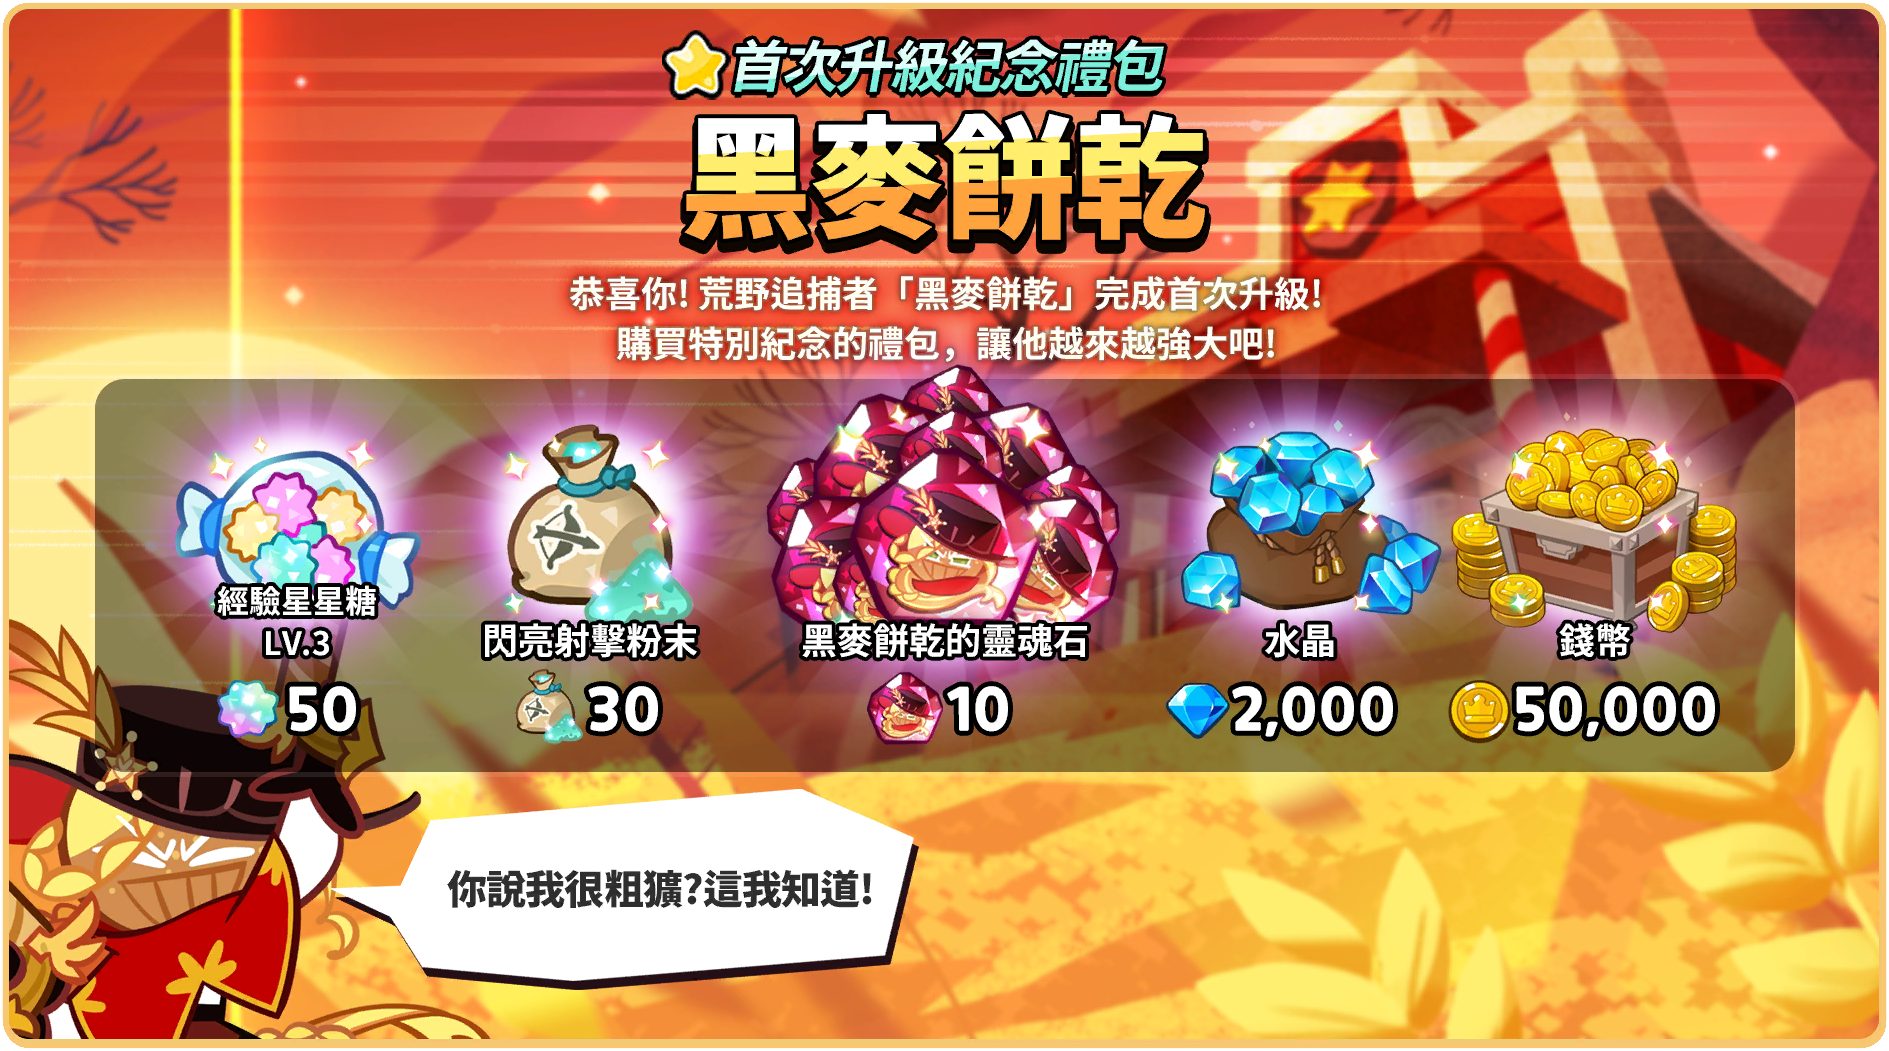 首次升級紀念禮包
黑麥餅乾
恭喜你! 荒野追捕者「黑麥餅乾」完成首次升級!
購買特別紀念的禮包，讓他越來越強大吧!
經驗星星糖
LV.3
50
閃亮射擊粉末
30
黑麥餅乾的靈魂石
10
水晶
2,000
錢幣
50,000
你說我很粗獷?這我知道!